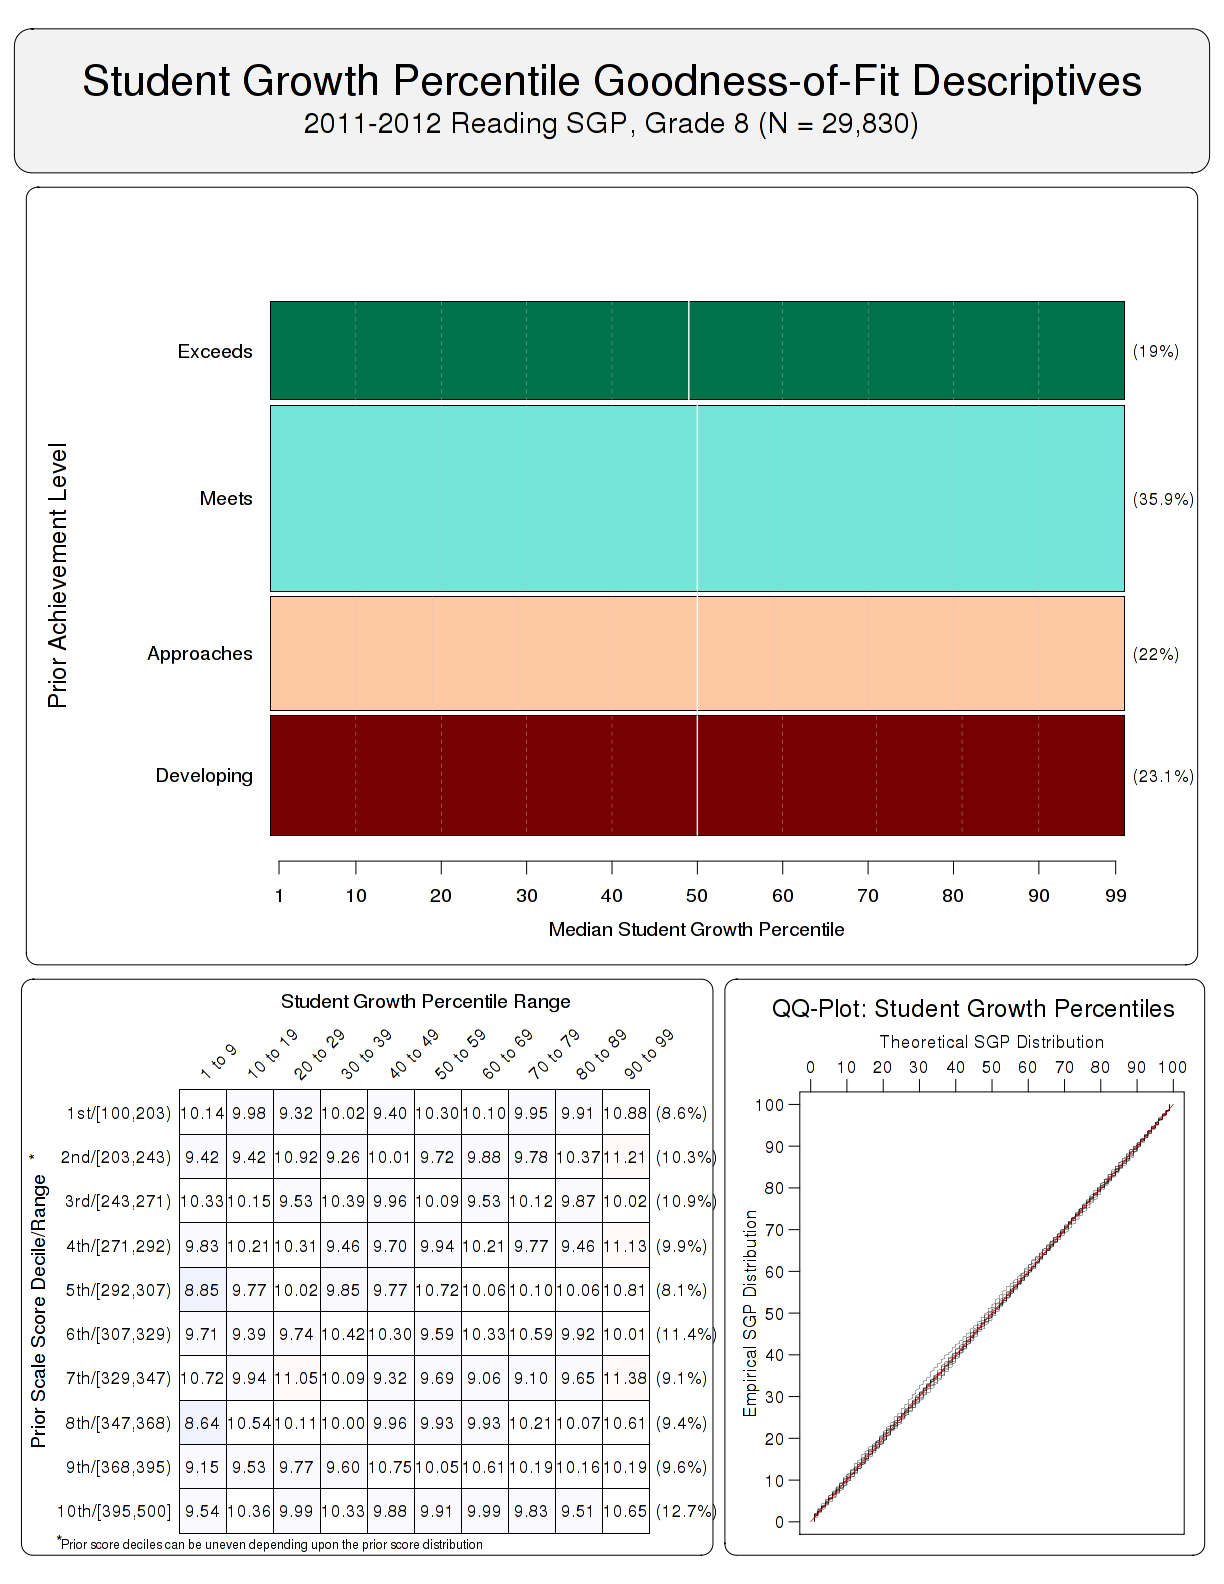 Student Growth Percentile Goodness-of-Fit Descriptives
2011-2012 Reading SGP, Grade 8 (N = 29,830)
Prior Achievement Level
Exceeds (19%)
Meets (35.9%)
Approaches (22%)
Developing (23.1%)
1 10 20 30 40 50 60 70 80 90 99
Median Student Growth Percentile
Student Growth Percentile Range
1 to 9 10 to 19 20 to 29 30 to 39 40 to 49 50 to 59 60 to 69 70 to 79 80 to 89 90 to 99
Prior Scale Score Decile/Range *
1st/[100,203) 10.14 9.98 9.32 10.02 9.40 10.30 10.10 9.95 9.91 10.88 (8.6%)
2nd/[203,243) 9.42 9.42 10.92 9.26 10.01 9.72 9.88 9.78 10.37 11.21 (10.3%)
3rd/[243,271) 10.33 10.15 9.53 10.39 9.96 10.09 9.53 10.12 9.87 10.02 (10.9%)
4th/[271,292) 9.83 10.21 10.31 9.46 9.70 9.94 10.21 9.77 9.46 11.13 (9.9%)
5th/[292,307) 8.85 9.77 10.02 9.85 9.77 10.72 10.06 10.10 10.06 10.81 (8.1%)
6th/[307,329) 9.71 9.39 9.74 10.42 10.30 9.59 10.33 10.59 9.92 10.01 (11.4%)
7th/[329,347) 10.72 9.94 11.05 10.09 9.32 9.69 9.06 9.10 9.65 11.38 (9.1%)
8th/[347,368) 8.64 10.54 10.11 10.00 9.96 9.93 9.93 10.21 10.07 10.61 (9.4%)
9th/[368,395) 9.15 9.53 9.77 9.60 10.75 10.05 10.61 10.19 10.16 10.19 (9.6%)
10th/[395,500] 9.54 10.36 9.99 10.33 9.88 9.91 9.99 9.83 9.51 10.65 (12.7%)
*Prior score deciles can be uneven depending upon the prior score distribution
QQ-Plot: Student Growth Percentiles
Theoretical SGP Distribution
0 10 20 30 40 50 60 70 80 90 100
Empirical SGP Distribution
100
90
80
70
60
50
40
30
20
10
0